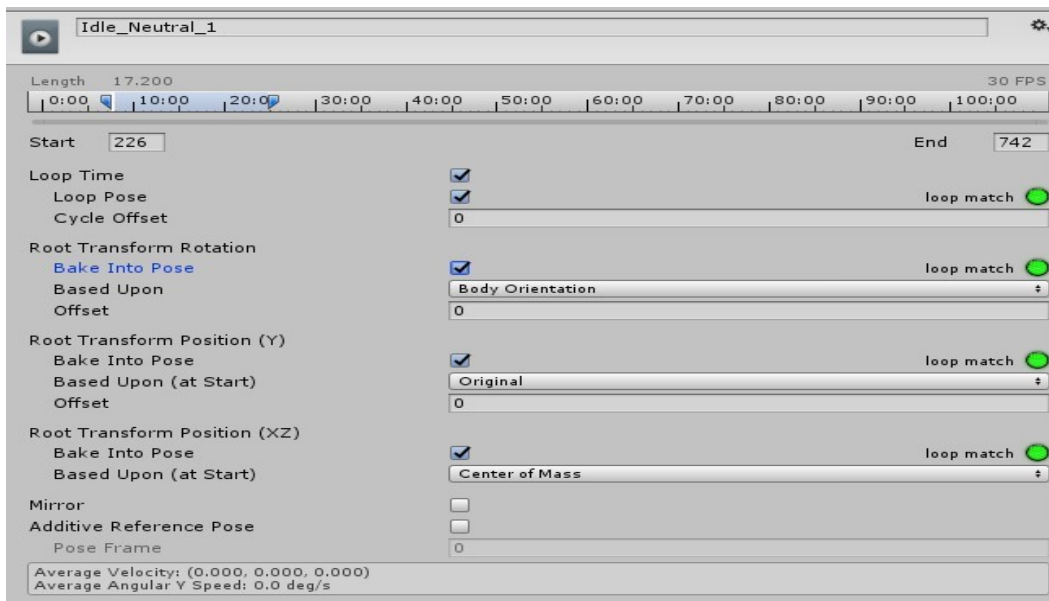 Idle_Neutral_1
Length 17.200 30 FPS
0:00 10:00 20:00 30:00 40:00 50:00 60:00 70:00 80:00 90:00 100:00
Start 226 End 742
Loop Time
Loop Pose loop match
Cycle Offset 0
Root Transform Rotation
Bake Into Pose loop match
Based Upon Body Orientation
Offset 0
Root Transform Position (Y)
Bake Into Pose loop match
Based Upon (at Start) Original
Offset 0
Root Transform Position (XZ)
Bake Into Pose loop match
Based Upon (at Start) Center of Mass
Mirror
Additive Reference Pose
Pose Frame 0
Average Velocity: (0.000, 0.000, 0.000)
Average Angular Y Speed: 0.0 deg/s